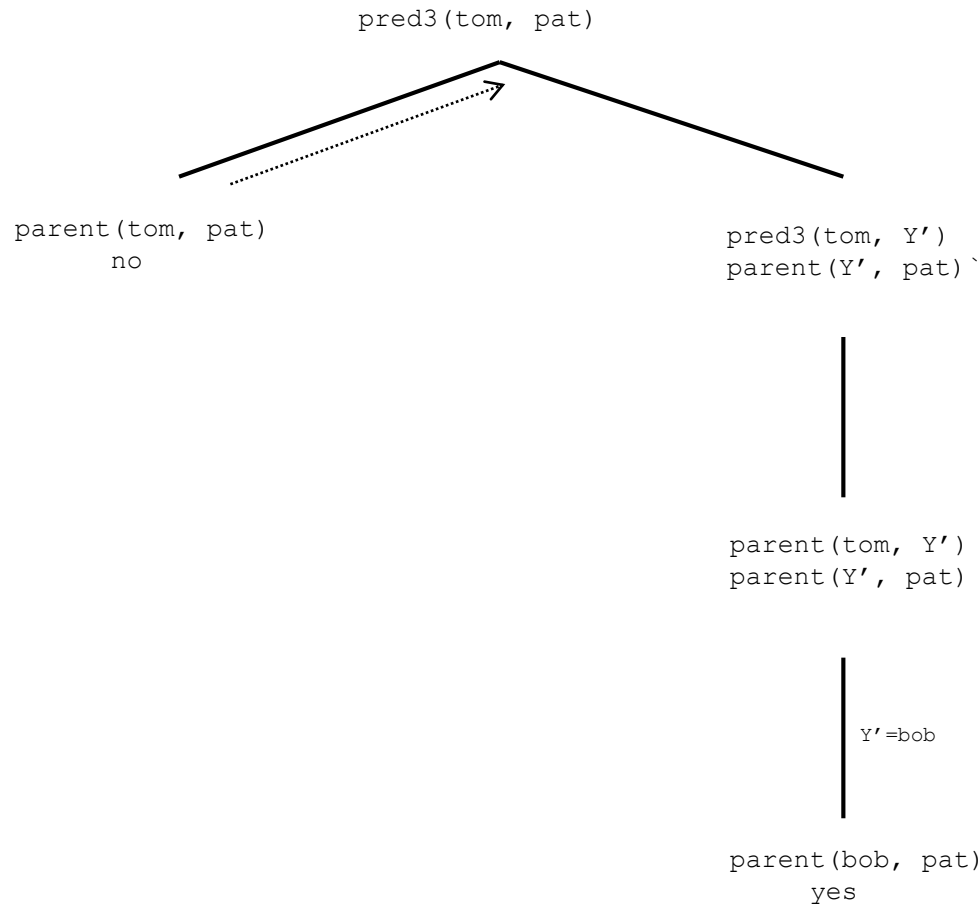 pred3(tom, pat)
parent(tom, pat)
no
pred3(tom, Y’)
parent(Y’, pat)`
parent(tom, Y’)
parent(Y’, pat)
Y’=bob
parent(bob, pat)
yes